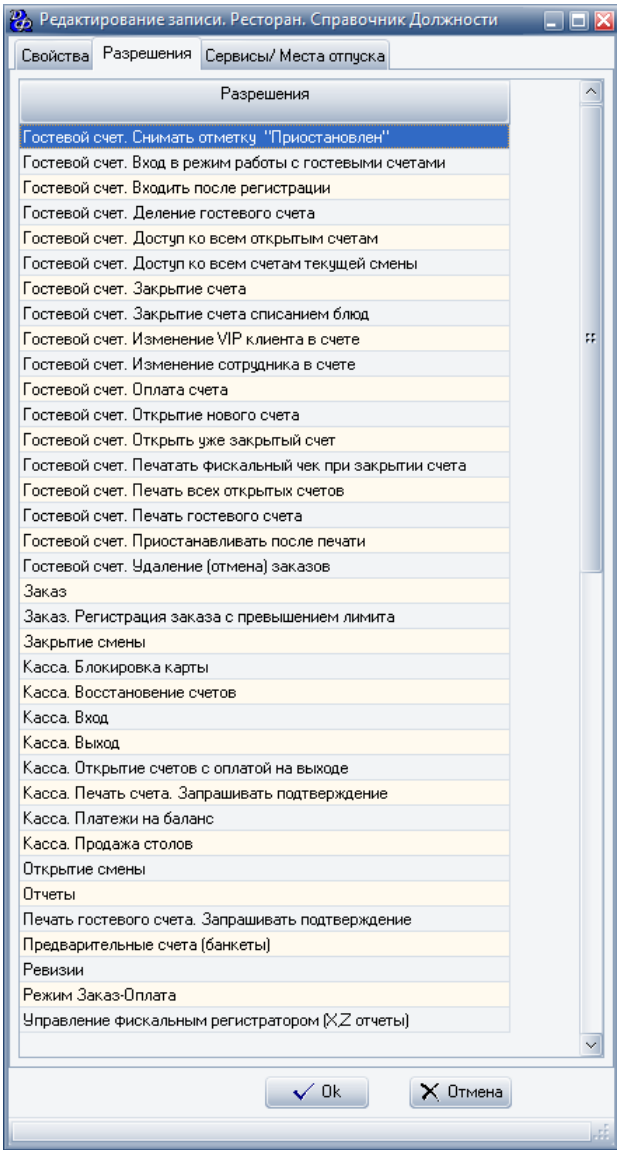 Редактирование записи. Ресторан. Справочник Должности
Свойства Разрешения Сервисы/ Места отпуска
Разрешения
Гостевой счет. Снимать отметку "Приостановлен"
Гостевой счет. Вход в режим работы с гостевыми счетами
Гостевой счет. Входить после регистрации
Гостевой счет. Деление гостевого счета
Гостевой счет. Доступ ко всем открытым счетам
Гостевой счет. Доступ ко всем счетам текущей смены
Гостевой счет. Закрытие счета
Гостевой счет. Закрытие счета списанием блюд
Гостевой счет. Изменение VIP клиента в счете
Гостевой счет. Изменение сотрудника в счете
Гостевой счет. Оплата счета
Гостевой счет. Открытие нового счета
Гостевой счет. Открыть уже закрытый счет
Гостевой счет. Печатать фискальный чек при закрытии счета
Гостевой счет. Печать всех открытых счетов
Гостевой счет. Печать гостевого счета
Гостевой счет. Приостанавливать после печати
Гостевой счет. Удаление (отмена) заказов
Заказ
Заказ. Регистрация заказа с превышением лимита
Закрытие смены
Касса. Блокировка карты
Касса. Восстановение счетов
Касса. Вход
Касса. Выход
Касса. Открытие счетов с оплатой на выходе
Касса. Печать счета. Запрашивать подтверждение
Касса. Платежи на баланс
Касса. Продажа столов
Открытие смены
Отчеты
Печать гостевого счета. Запрашивать подтверждение
Предварительные счета (банкеты)
Ревизии
Режим Заказ-Оплата
Управление фискальным регистратором (X,Z отчеты)
Ok Отмена